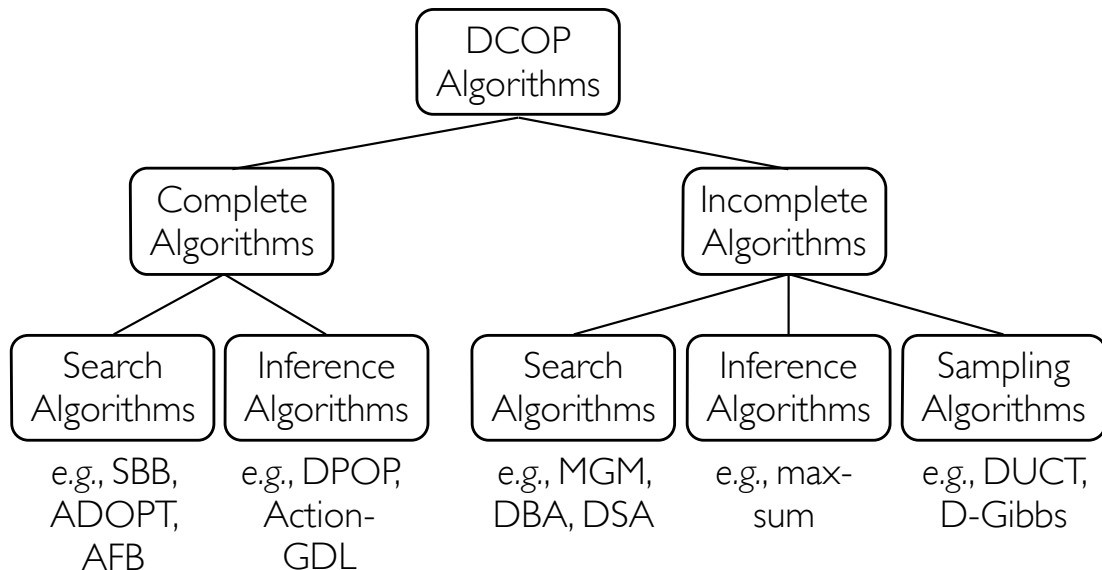 DCOP
Algorithms
Complete
Algorithms
Incomplete
Algorithms
Search
Algorithms
Inference
Algorithms
Search
Algorithms
Inference
Algorithms
Sampling
Algorithms
e.g., SBB,
ADOPT,
AFB
e.g., DPOP,
Action-
GDL
e.g., MGM,
DBA, DSA
e.g., max-
sum
e.g., DUCT,
D-Gibbs